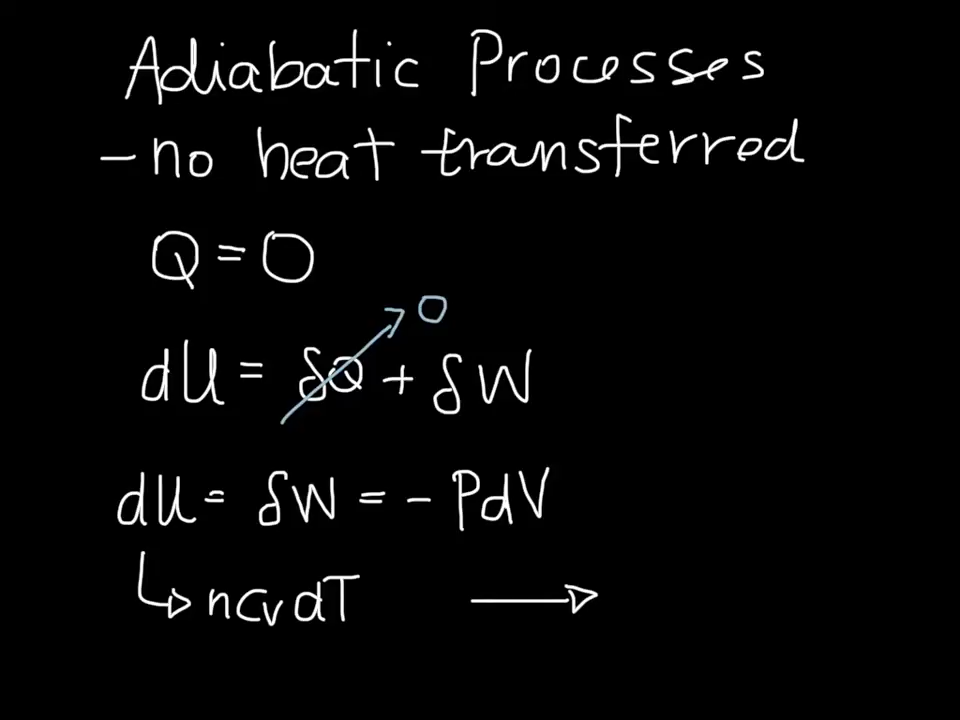 Adiabatic Processes
- no heat transferred
Q = 0
0
dU = δQ + δW
dU = δW = - PdV
↳ nCvdT →